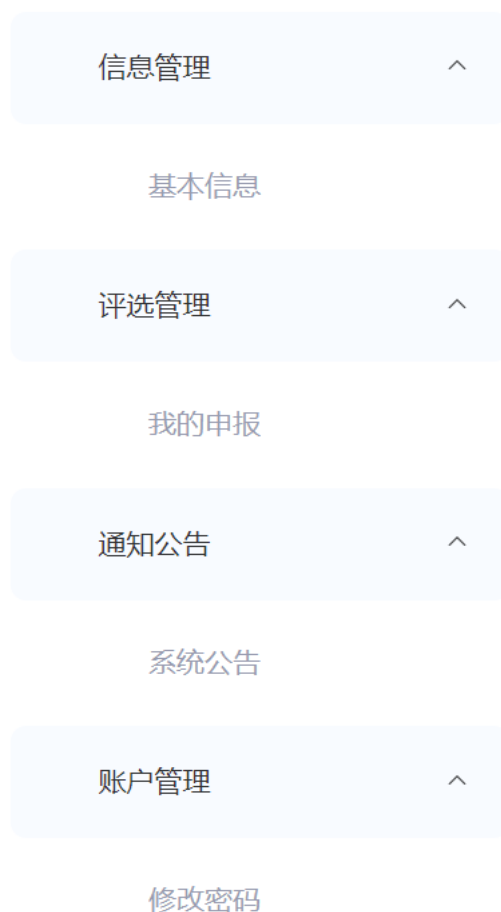 信息管理
基本信息
评选管理
我的申报
通知公告
系统公告
账户管理
修改密码